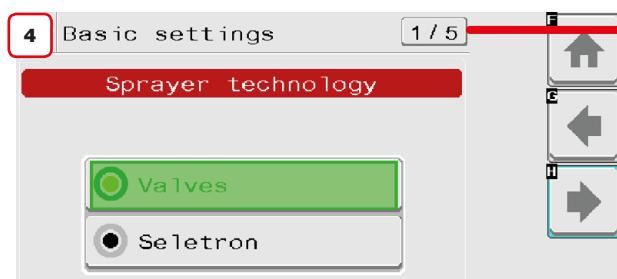 4 Basic settings 1/5
F
Sprayer technology
G
Valves
H
Seletron